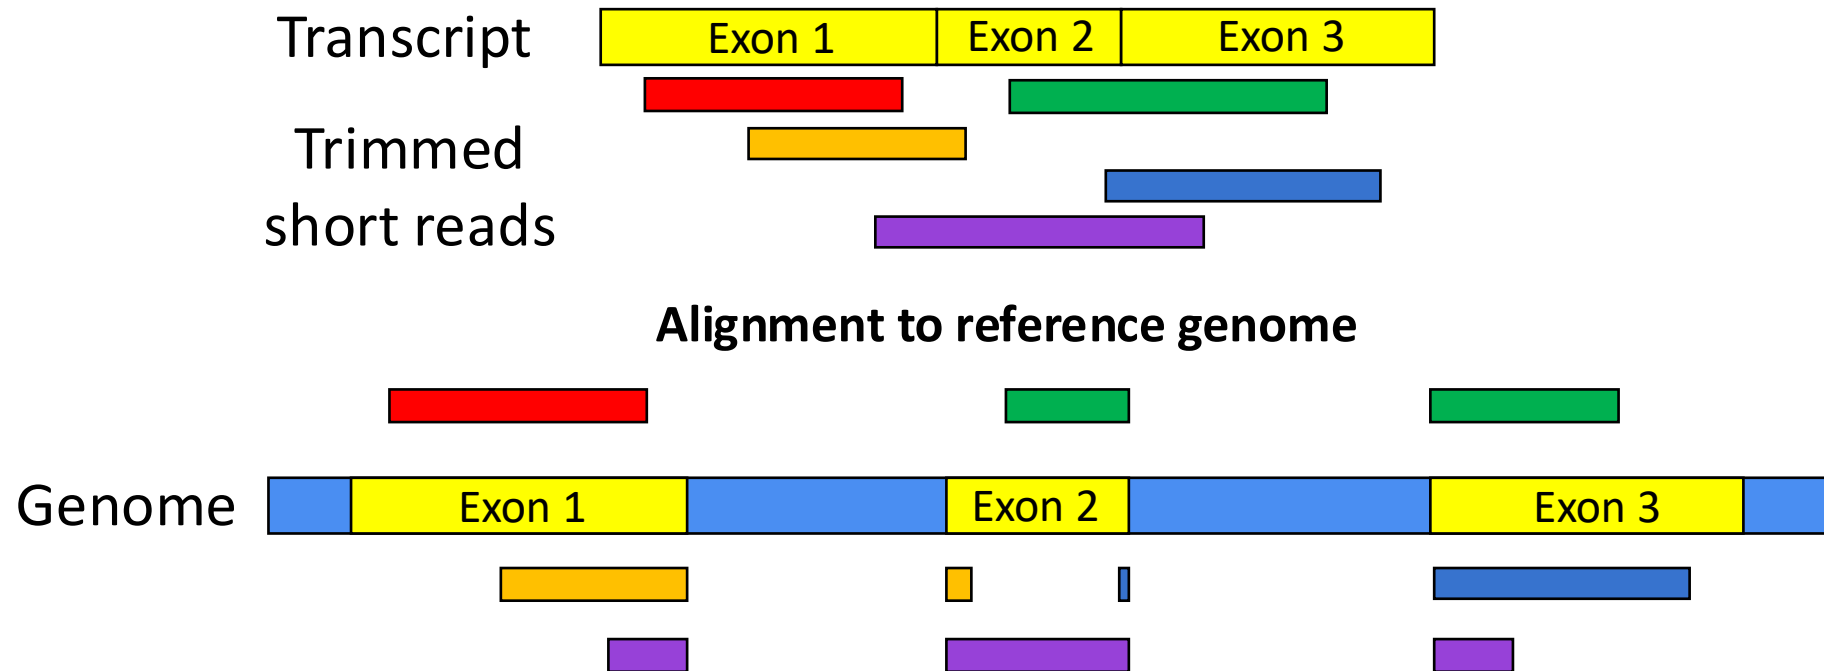 Transcript
Exon 1
Exon 2
Exon 3
Trimmed
short reads
Alignment to reference genome
Genome
Exon 1
Exon 2
Exon 3